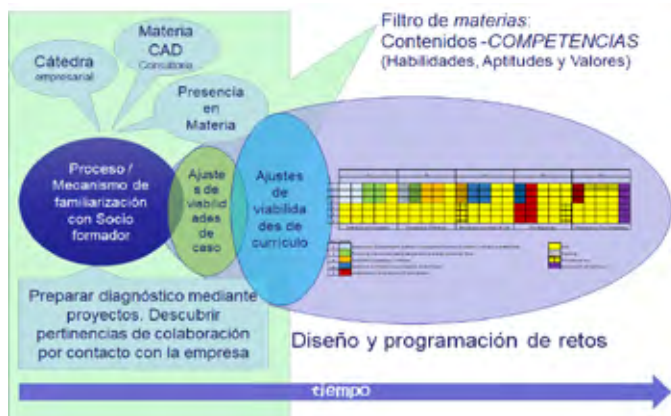 Cátedra
empresarial
Materia
CAD
Consultoria
Presencia
en
Materia
Filtro de materias:
Contenidos -COMPETENCIAS
(Habilidades, Aptitudes y Valores)
Proceso /
Mecanismo de
familiarización
con Socio
formador
Ajuste
s de
viabilid
ades
de caso
Ajustes
de
viabilida
des de
currículo
Preparar diagnóstico mediante
proyectos. Descubrir
pertinencias de colaboración
por contacto con la empresa
Diseño y programación de retos
tiempo